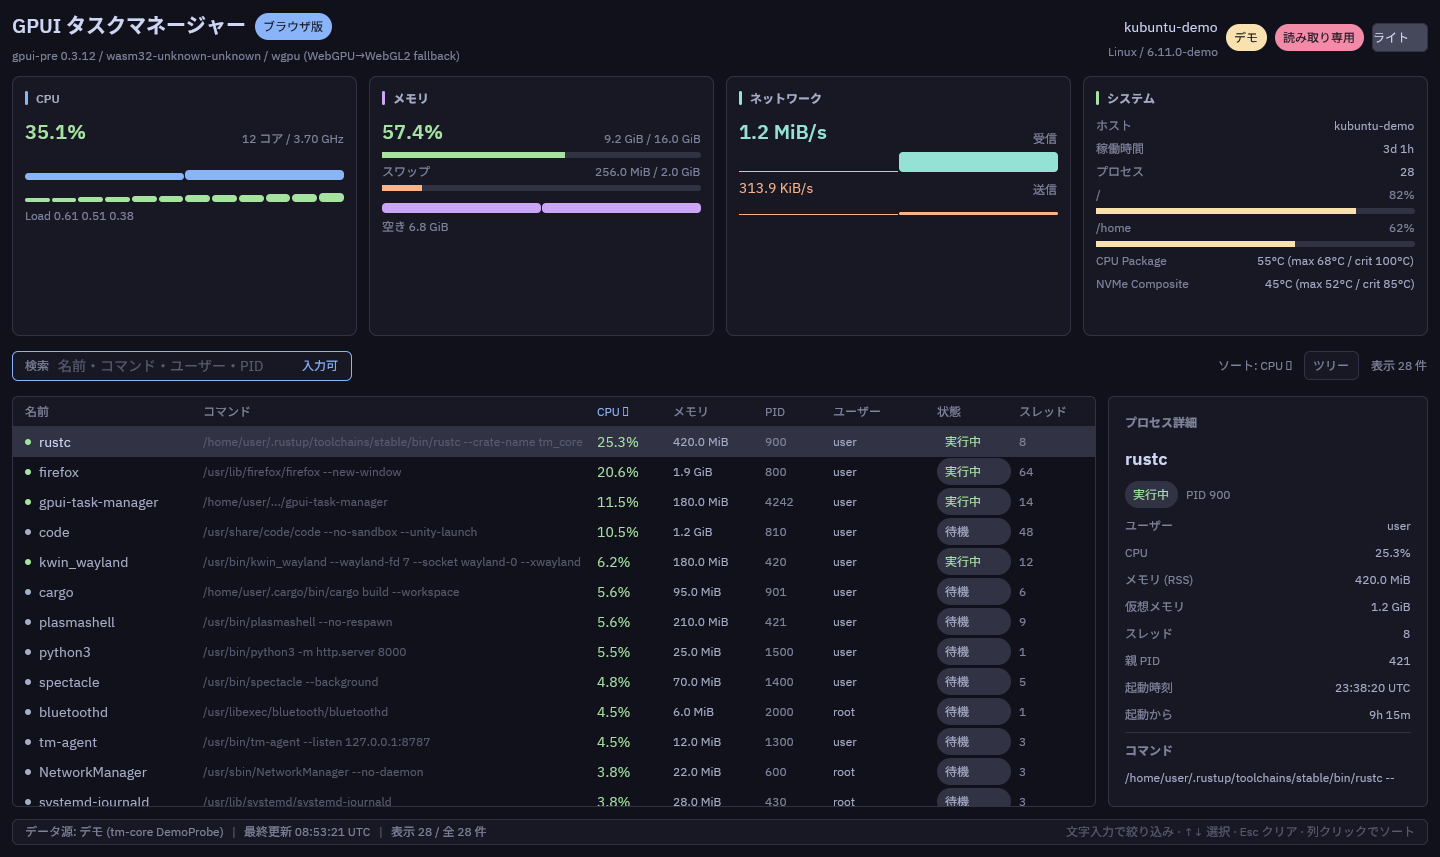 GPUI タスクマネージャー ブラウザ版
gpui-pre 0.3.12 / wasm32-unknown-unknown / wgpu (WebGPU→WebGL2 fallback)
kubuntu-demo
Linux / 6.11.0-demo
デモ 読み取り専用 ライト
CPU
35.1% 12 コア / 3.70 GHz
Load 0.61 0.51 0.38
メモリ
57.4% 9.2 GiB / 16.0 GiB
スワップ 256.0 MiB / 2.0 GiB
空き 6.8 GiB
ネットワーク
1.2 MiB/s 受信
313.9 KiB/s 送信
システム
ホスト kubuntu-demo
稼働時間 3d 1h
プロセス 28
/ 82%
/home 62%
CPU Package 55°C (max 68°C / crit 100°C)
NVMe Composite 45°C (max 52°C / crit 85°C)
検索 名前・コマンド・ユーザー・PID 入力可
ソート: CPU ツリー 表示 28 件
名前 コマンド CPU メモリ PID ユーザー 状態 スレッド
rustc /home/user/.rustup/toolchains/stable/bin/rustc --crate-name tm_core 25.3% 420.0 MiB 900 user 実行中 8
firefox /usr/lib/firefox/firefox --new-window 20.6% 1.9 GiB 800 user 実行中 64
gpui-task-manager /home/user/.../gpui-task-manager 11.5% 180.0 MiB 4242 user 実行中 14
code /usr/share/code/code --no-sandbox --unity-launch 10.5% 1.2 GiB 810 user 待機 48
kwin_wayland /usr/bin/kwin_wayland --wayland-fd 7 --socket wayland-0 --xwayland 6.2% 180.0 MiB 420 user 実行中 12
cargo /home/user/.cargo/bin/cargo build --workspace 5.6% 95.0 MiB 901 user 待機 6
plasmashell /usr/bin/plasmashell --no-respawn 5.6% 210.0 MiB 421 user 待機 9
python3 /usr/bin/python3 -m http.server 8000 5.5% 25.0 MiB 1500 user 待機 1
spectacle /usr/bin/spectacle --background 4.8% 70.0 MiB 1400 user 待機 5
bluetoothd /usr/libexec/bluetooth/bluetoothd 4.5% 6.0 MiB 2000 root 待機 1
tm-agent /usr/bin/tm-agent --listen 127.0.0.1:8787 4.5% 12.0 MiB 1300 user 待機 3
NetworkManager /usr/sbin/NetworkManager --no-daemon 3.8% 22.0 MiB 600 root 待機 3
systemd-journald /usr/lib/systemd/systemd-journald 3.8% 28.0 MiB 430 root 待機 3
プロセス詳細
rustc
実行中 PID 900
ユーザー user
CPU 25.3%
メモリ (RSS) 420.0 MiB
仮想メモリ 1.2 GiB
スレッド 8
親 PID 421
起動時刻 23:38:20 UTC
起動から 9h 15m
コマンド
/home/user/.rustup/toolchains/stable/bin/rustc --
データ源: デモ (tm-core DemoProbe) | 最終更新 08:53:21 UTC | 表示 28 / 全 28 件
文字入力で絞り込み · ↑↓ 選択 · Esc クリア · 列クリックでソート